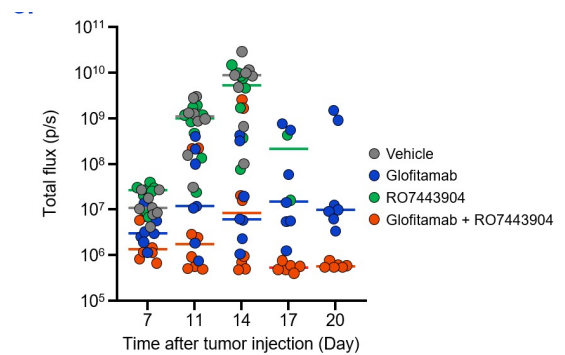 Total flux (p/s)
10¹¹
10¹⁰
10⁹
10⁸
10⁷
10⁶
10⁵
7 11 14 17 20
Time after tumor injection (Day)
Vehicle
Glofitamab
RO7443904
Glofitamab + RO7443904